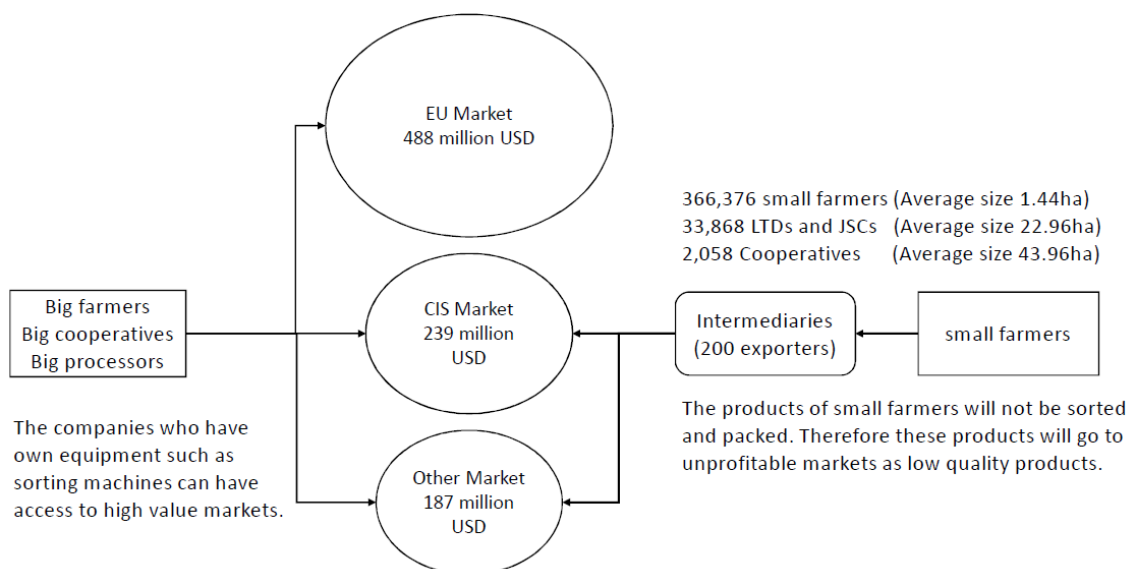 EU Market
488 million USD
366,376 small farmers (Average size 1.44ha)
33,868 LTDs and JSCs (Average size 22.96ha)
2,058 Cooperatives (Average size 43.96ha)
Big farmers
Big cooperatives
Big processors
CIS Market
239 million
USD
Intermediaries
(200 exporters)
small farmers
The companies who have
own equipment such as
sorting machines can have
access to high value markets.
Other Market
187 million
USD
The products of small farmers will not be sorted
and packed. Therefore these products will go to
unprofitable markets as low quality products.